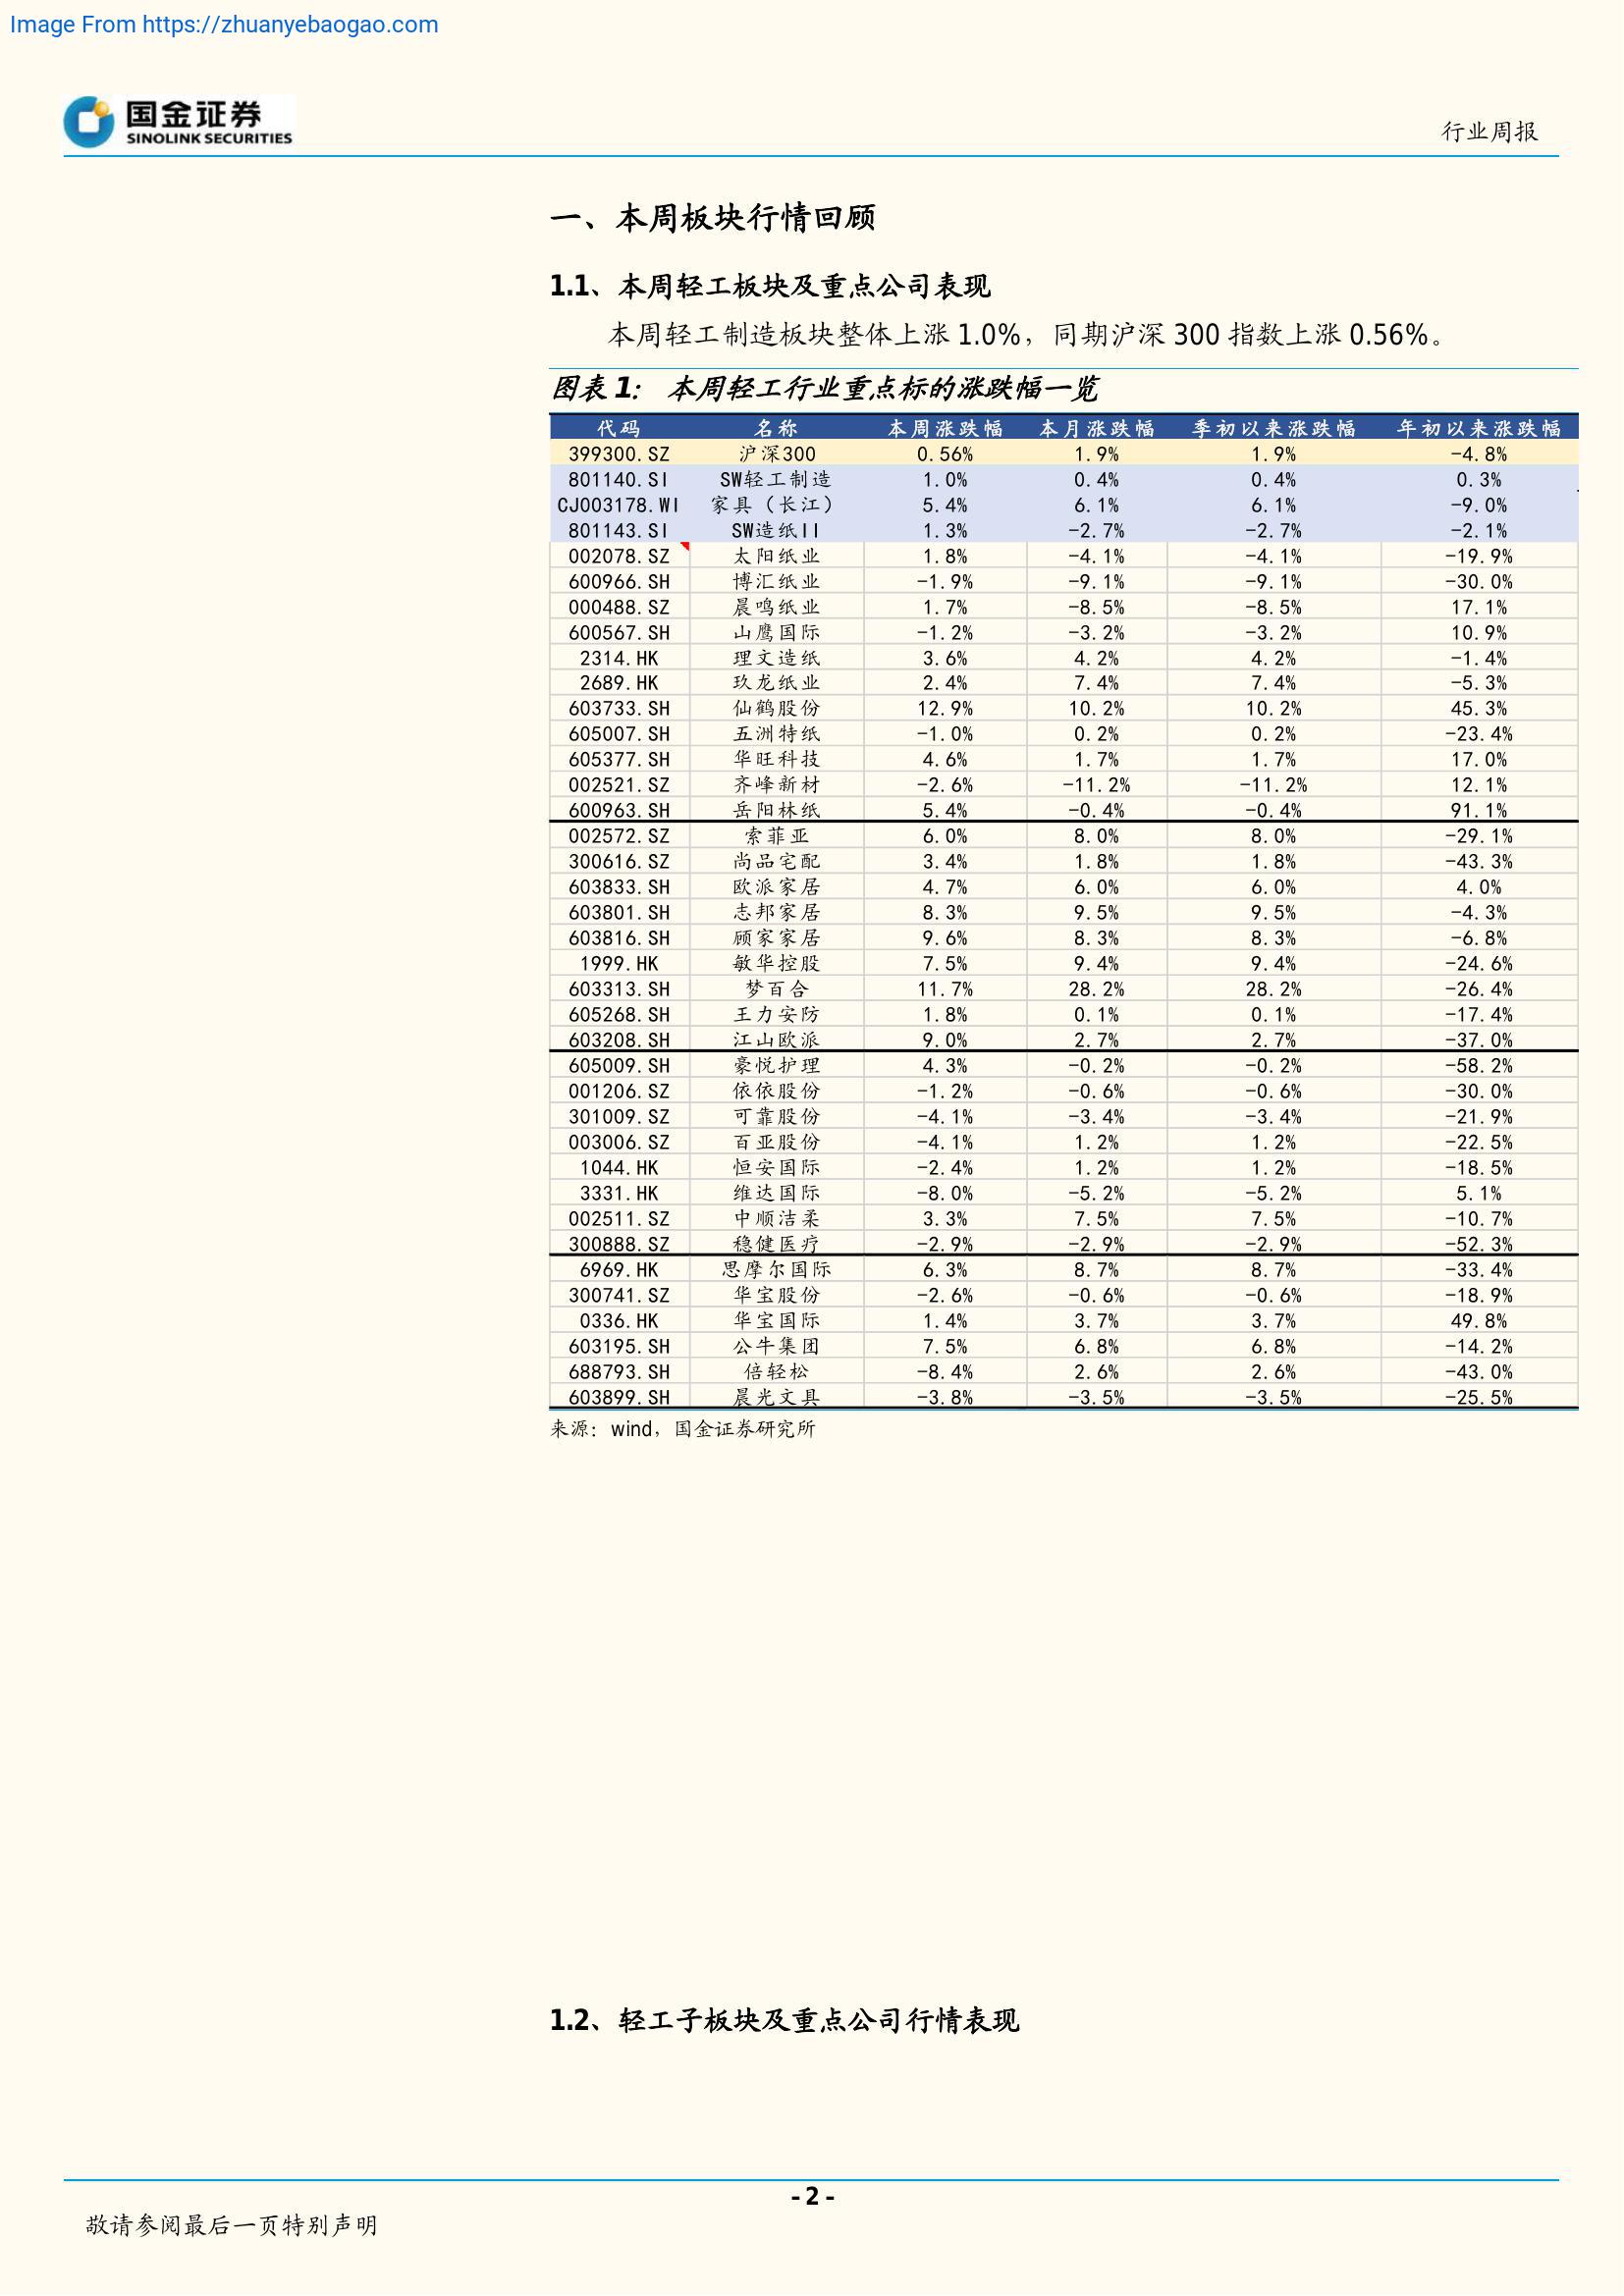 Image From https://zhuanyebaogao.com
国金证券
SINOLINK SECURITIES
行业周报
一、本周板块行情回顾
1.1、本周轻工板块及重点公司表现
本周轻工制造板块整体上涨 1.0%，同期沪深 300 指数上涨 0.56%。
图表 1： 本周轻工行业重点标的涨跌幅一览
代码 名称 本周涨跌幅 本月涨跌幅 季初以来涨跌幅 年初以来涨跌幅
399300.SZ 沪深300 0.56% 1.9% 1.9% -4.8%
801140.SI SW轻工制造 1.0% 0.4% 0.4% 0.3%
CJ003178.WI 家具（长江） 5.4% 6.1% 6.1% -9.0%
801143.SI SW造纸II 1.3% -2.7% -2.7% -2.1%
002078.SZ 太阳纸业 1.8% -4.1% -4.1% -19.9%
600966.SH 博汇纸业 -1.9% -9.1% -9.1% -30.0%
000488.SZ 晨鸣纸业 1.7% -8.5% -8.5% 17.1%
600567.SH 山鹰国际 -1.2% -3.2% -3.2% 10.9%
2314.HK 理文造纸 3.6% 4.2% 4.2% -1.4%
2689.HK 玖龙纸业 2.4% 7.4% 7.4% -5.3%
603733.SH 仙鹤股份 12.9% 10.2% 10.2% 45.3%
605007.SH 五洲特纸 -1.0% 0.2% 0.2% -23.4%
605377.SH 华旺科技 4.6% 1.7% 1.7% 17.0%
002521.SZ 齐峰新材 -2.6% -11.2% -11.2% 12.1%
600963.SH 岳阳林纸 5.4% -0.4% -0.4% 91.1%
002572.SZ 索菲亚 6.0% 8.0% 8.0% -29.1%
300616.SZ 尚品宅配 3.4% 1.8% 1.8% -43.3%
603833.SH 欧派家居 4.7% 6.0% 6.0% 4.0%
603801.SH 志邦家居 8.3% 9.5% 9.5% -4.3%
603816.SH 顾家家居 9.6% 8.3% 8.3% -6.8%
1999.HK 敏华控股 7.5% 9.4% 9.4% -24.6%
603313.SH 梦百合 11.7% 28.2% 28.2% -26.4%
605268.SH 王力安防 1.8% 0.1% 0.1% -17.4%
603208.SH 江山欧派 9.0% 2.7% 2.7% -37.0%
605009.SH 豪悦护理 4.3% -0.2% -0.2% -58.2%
001206.SZ 依依股份 -1.2% -0.6% -0.6% -30.0%
301009.SZ 可靠股份 -4.1% -3.4% -3.4% -21.9%
003006.SZ 百亚股份 -4.1% 1.2% 1.2% -22.5%
1044.HK 恒安国际 -2.4% 1.2% 1.2% -18.5%
3331.HK 维达国际 -8.0% -5.2% -5.2% 5.1%
002511.SZ 中顺洁柔 3.3% 7.5% 7.5% -10.7%
300888.SZ 稳健医疗 -2.9% -2.9% -2.9% -52.3%
6969.HK 思摩尔国际 6.3% 8.7% 8.7% -33.4%
300741.SZ 华宝股份 -2.6% -0.6% -0.6% -18.9%
0336.HK 华宝国际 1.4% 3.7% 3.7% 49.8%
603195.SH 公牛集团 7.5% 6.8% 6.8% -14.2%
688793.SH 倍轻松 -8.4% 2.6% 2.6% -43.0%
603899.SH 晨光文具 -3.8% -3.5% -3.5% -25.5%
来源：wind，国金证券研究所
1.2、轻工子板块及重点公司行情表现
- 2 -
敬请参阅最后一页特别声明